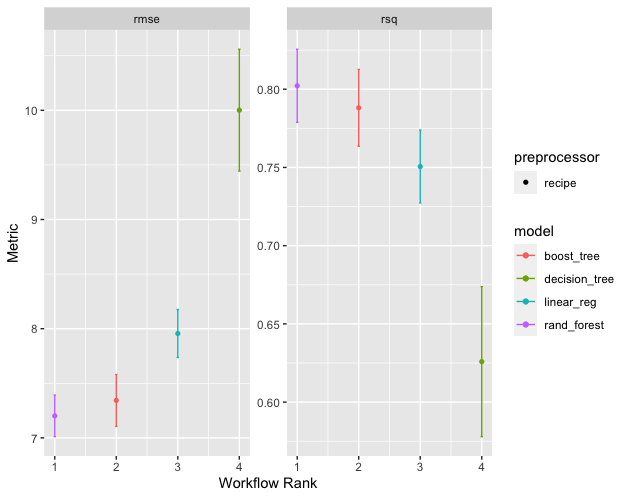 rmse
rsq
Metric
10
9
8
7
0.80
0.75
0.70
0.65
0.60
1 2 3 4
1 2 3 4
Workflow Rank
preprocessor
recipe
model
boost_tree
decision_tree
linear_reg
rand_forest